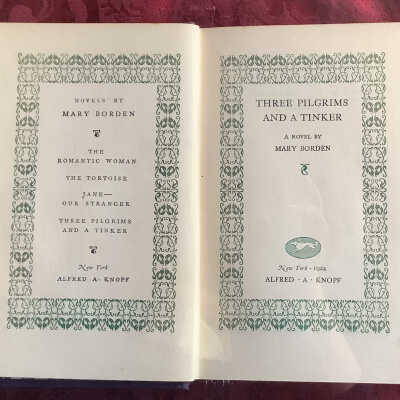 NOVELS BY
MARY BORDEN
THE
ROMANTIC WOMAN
THE TORTOISE
JANE—
OUR STRANGER
THREE PILGRIMS
AND A TINKER
New York
ALFRED · A · KNOPF
THREE PILGRIMS
AND A TINKER
A NOVEL BY
MARY BORDEN
New York · 1924
ALFRED · A · KNOPF